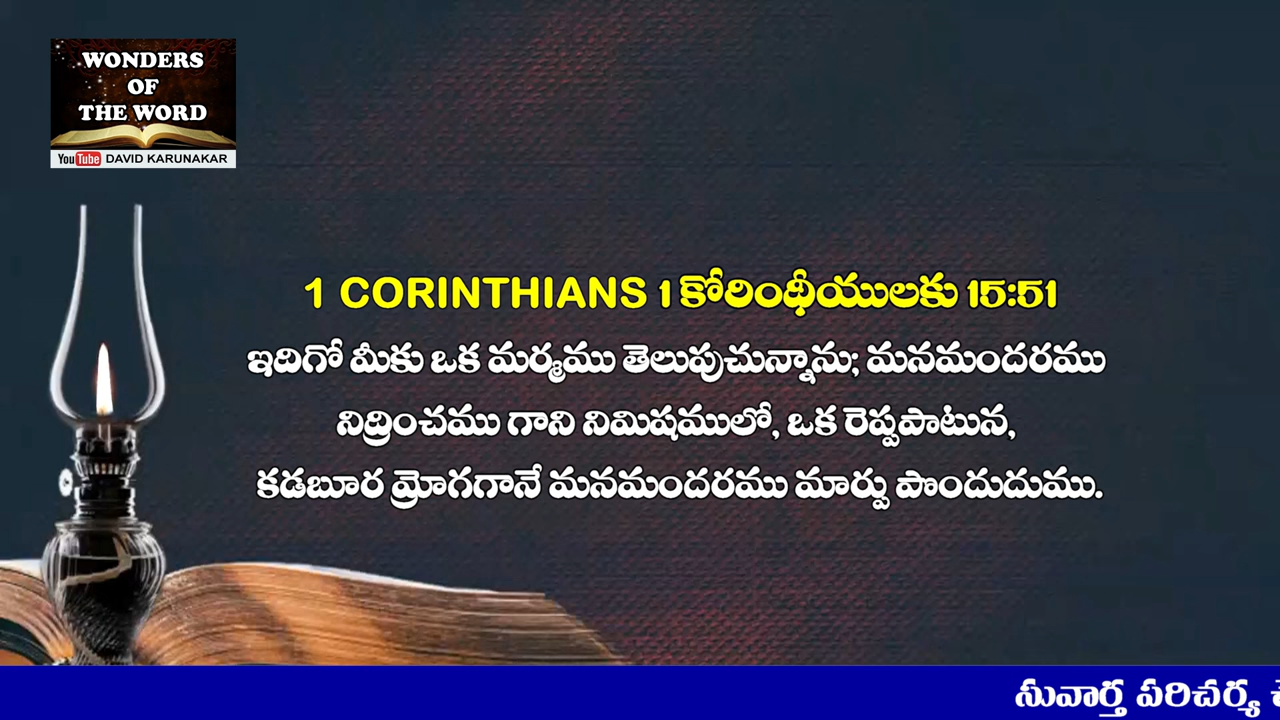 WONDERS
OF
THE WORD
YouTube DAVID KARUNAKAR
1 CORINTHIANS 1 కోరింథీయులకు 15:51
ఇదిగో మీకు ఒక మర్మము తెలుపుచున్నాను; మనమందరము
నిద్రించము గాని నిమిషములో, ఒక రెప్పపాటున,
కడబూర మ్రోగగానే మనమందరము మార్పు పొందుదుము.
సువార్త పరిచర్య